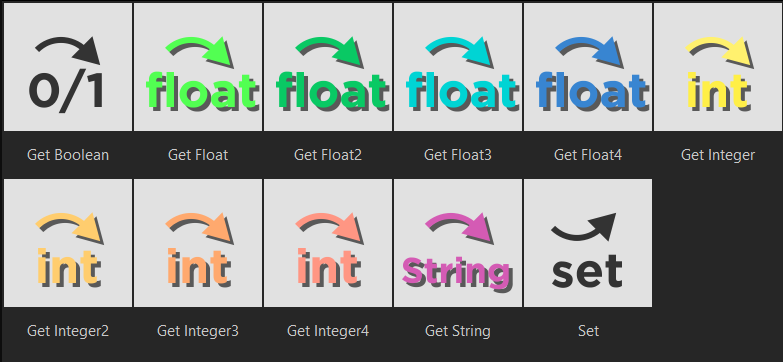 0/1 float float float float int
Get Boolean Get Float Get Float2 Get Float3 Get Float4 Get Integer
int int int String set
Get Integer2 Get Integer3 Get Integer4 Get String Set